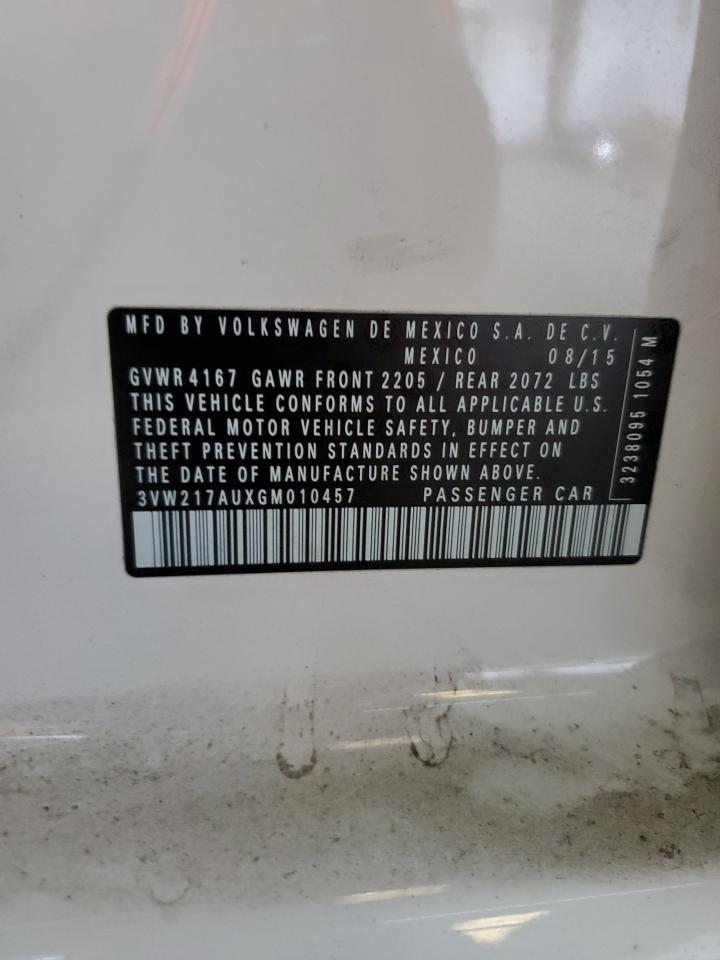 MFD BY VOLKSWAGEN DE MEXICO S.A. DE C.V.
MEXICO 08/15
GVWR 4167 GAWR FRONT 2205 / REAR 2072 LBS
THIS VEHICLE CONFORMS TO ALL APPLICABLE U.S.
FEDERAL MOTOR VEHICLE SAFETY, BUMPER AND
THEFT PREVENTION STANDARDS IN EFFECT ON
THE DATE OF MANUFACTURE SHOWN ABOVE.
3VW217AUXGM010457 PASSENGER CAR
3238095 1054 M